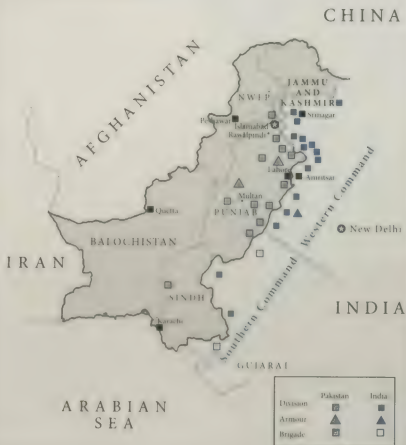 CHINA
AFGHANISTAN
JAMMU
AND
KASHMIR
NWFP
Srinagar
Peshawar
Islamabad
Rawalpindi
Lahore
Amritsar
Multan
PUNJAB
Quetta
New Delhi
BALOCHISTAN
IRAN
Southern Command Western Command
SINDH
INDIA
Karachi
GUJARAT
ARABIAN
SEA
Pakistan India
Division
Armour
Brigade